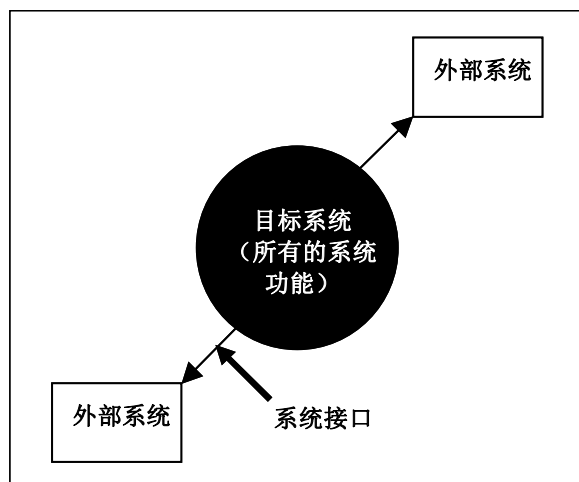 外部系统
目标系统
（所有的系统
功能）
外部系统
系统接口